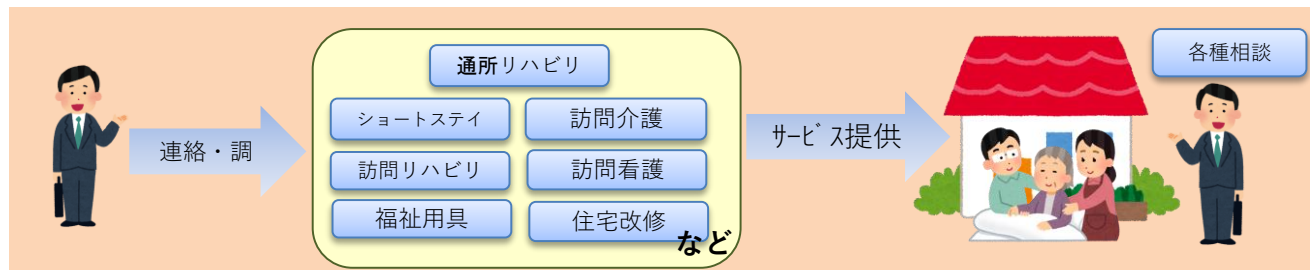 通所リハビリ
各種相談
ショートステイ
訪問介護
連絡・調
サービス提供
訪問リハビリ
訪問看護
福祉用具
住宅改修
など